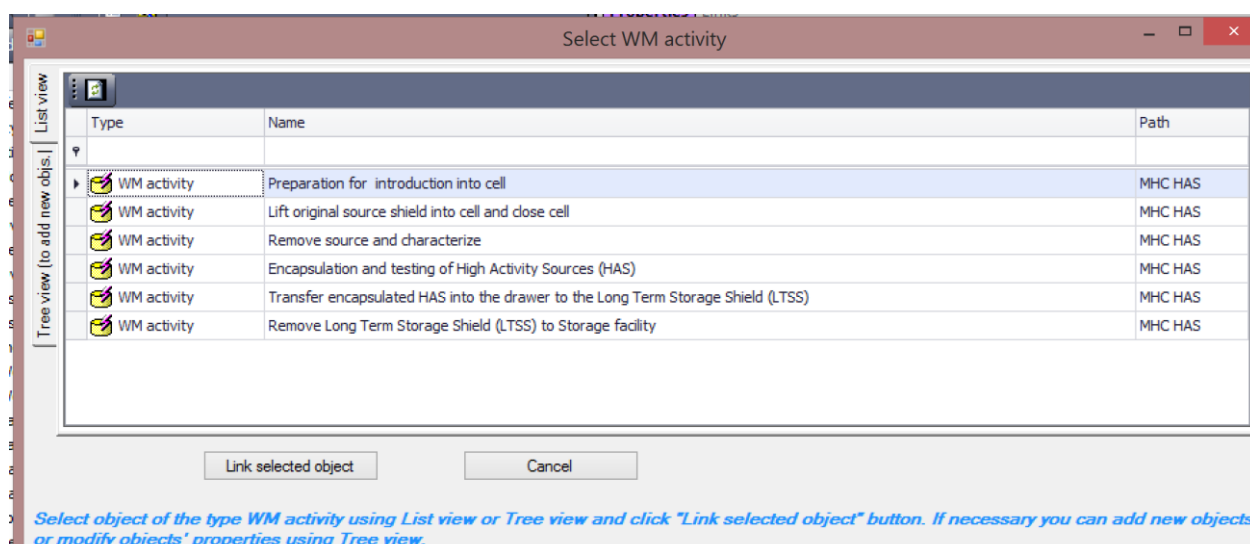 Properties Links
Select WM activity
List view
Tree view (to add new objs.)
Type Name Path
WM activity Preparation for introduction into cell MHC HAS
WM activity Lift original source shield into cell and close cell MHC HAS
WM activity Remove source and characterize MHC HAS
WM activity Encapsulation and testing of High Activity Sources (HAS) MHC HAS
WM activity Transfer encapsulated HAS into the drawer to the Long Term Storage Shield (LTSS) MHC HAS
WM activity Remove Long Term Storage Shield (LTSS) to Storage facility MHC HAS
Link selected object Cancel
Select object of the type WM activity using List view or Tree view and click "Link selected object" button. If necessary you can add new objects
or modify objects' properties using Tree view.